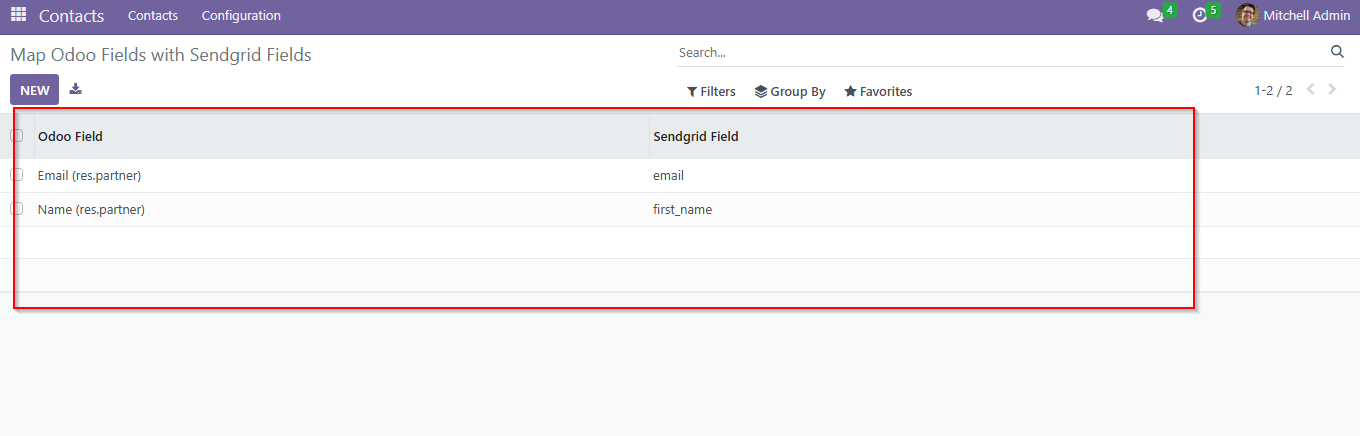 Contacts Contacts Configuration 4 5 Mitchell Admin
Map Odoo Fields with Sendgrid Fields Search...
NEW Filters Group By Favorites 1-2 / 2
Odoo Field Sendgrid Field
Email (res.partner) email
Name (res.partner) first_name